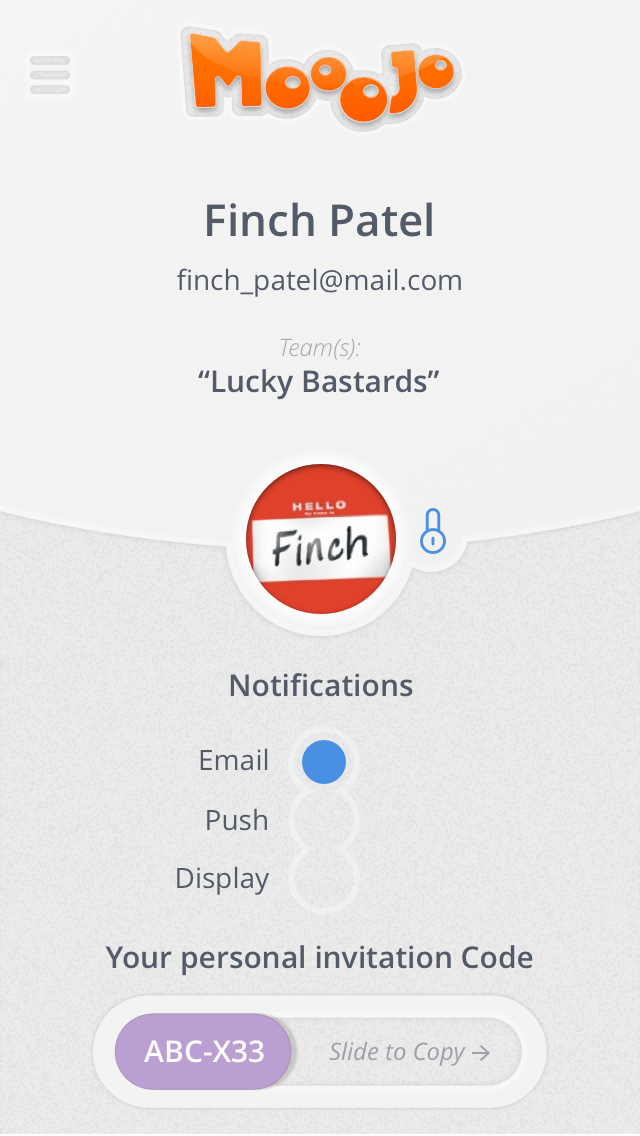 Mooojo
Finch Patel
finch_patel@mail.com
Team(s):
“Lucky Bastards”
HELLO
my name is
Finch
Notifications
Email
Push
Display
Your personal invitation Code
ABC-X33 Slide to Copy →